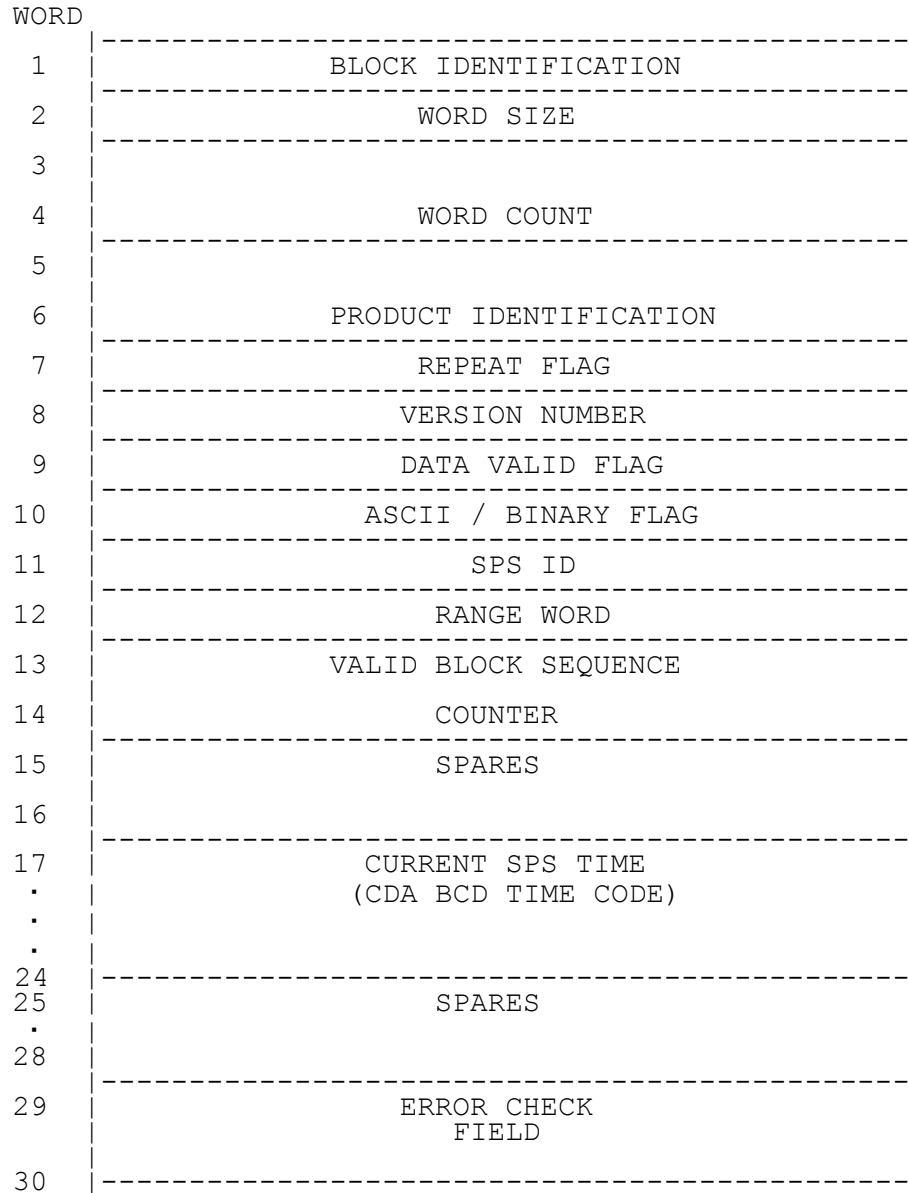 WORD
1 BLOCK IDENTIFICATION
2 WORD SIZE
3
4 WORD COUNT
5
6 PRODUCT IDENTIFICATION
7 REPEAT FLAG
8 VERSION NUMBER
9 DATA VALID FLAG
10 ASCII / BINARY FLAG
11 SPS ID
12 RANGE WORD
13 VALID BLOCK SEQUENCE
14 COUNTER
15 SPARES
16
17 CURRENT SPS TIME
. (CDA BCD TIME CODE)
.
.
24
25 SPARES
.
28
29 ERROR CHECK
FIELD
30